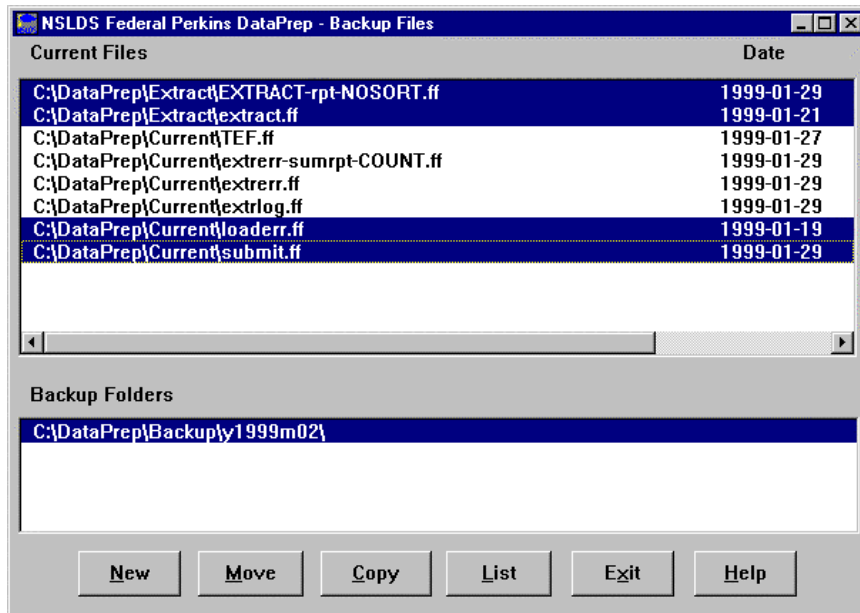 NSLDS Federal Perkins DataPrep - Backup Files
Current Files Date
C:\DataPrep\Extract\EXTRACT-rpt-NOSORT.ff 1999-01-29
C:\DataPrep\Extract\extract.ff 1999-01-21
C:\DataPrep\Current\TEF.ff 1999-01-27
C:\DataPrep\Current\extrerr-sumrpt-COUNT.ff 1999-01-29
C:\DataPrep\Current\extrerr.ff 1999-01-29
C:\DataPrep\Current\extrlog.ff 1999-01-29
C:\DataPrep\Current\loaderr.ff 1999-01-19
C:\DataPrep\Current\submit.ff 1999-01-29
Backup Folders
C:\DataPrep\Backup\y1999m02\
New Move Copy List Exit Help